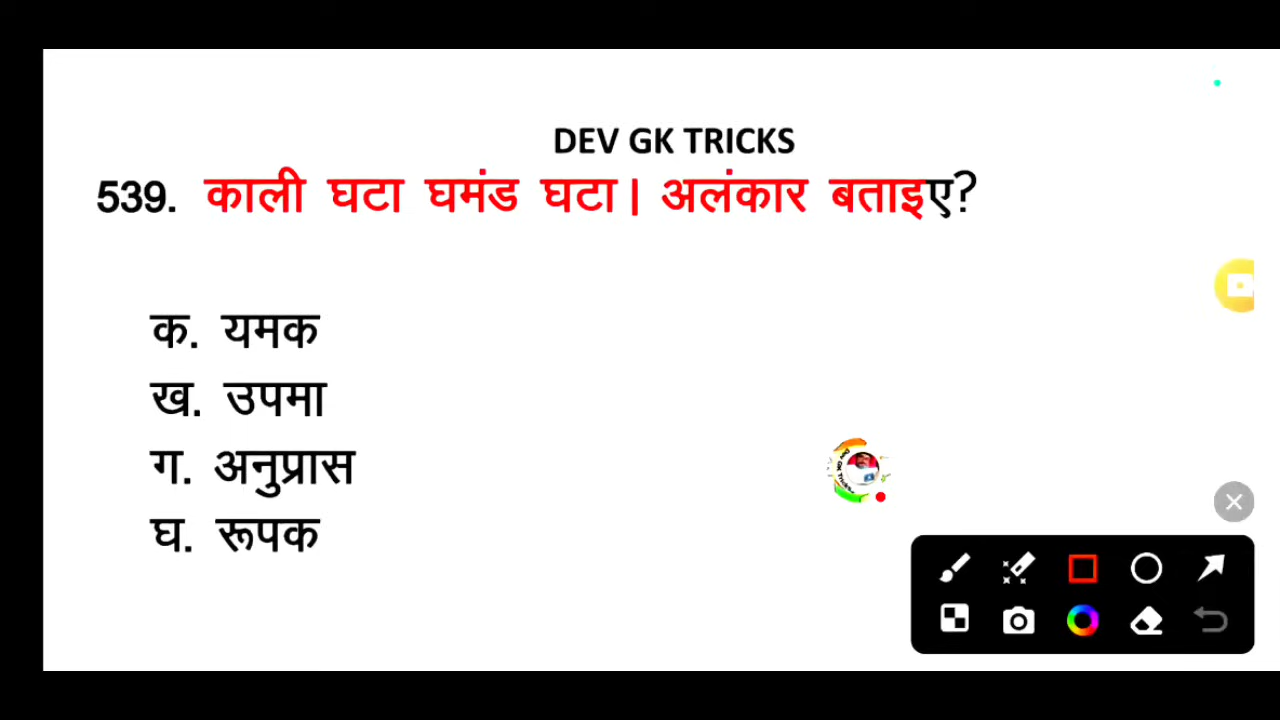 DEV GK TRICKS
539. काली घटा घमंड घटा। अलंकार बताइए?
क. यमक
ख. उपमा
ग. अनुप्रास
घ. रूपक